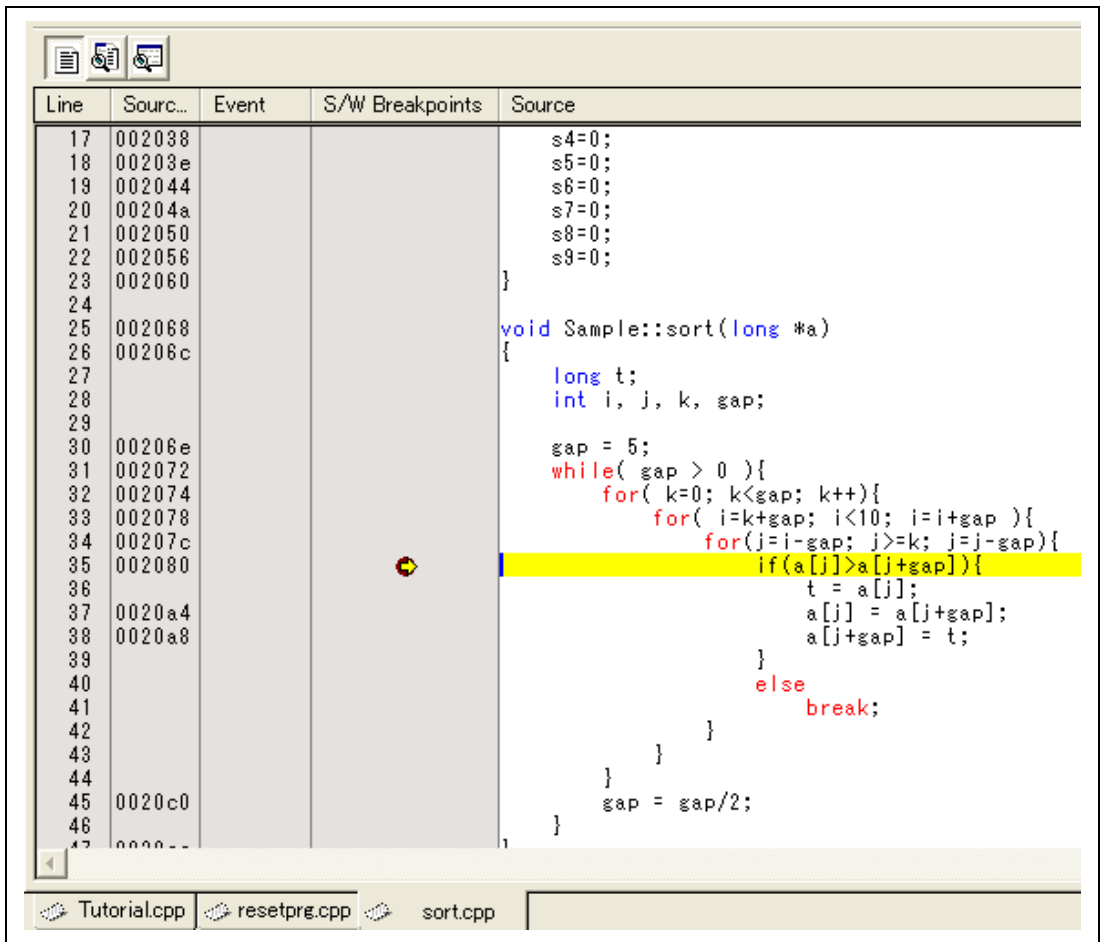 Line Sourc... Event S/W Breakpoints Source
17 002038 s4=0;
18 00203e s5=0;
19 002044 s6=0;
20 00204a s7=0;
21 002050 s8=0;
22 002056 s9=0;
23 002060 }
24
25 002068 void Sample::sort(long *a)
26 00206c {
27 long t;
28 int i, j, k, gap;
29
30 00206e gap = 5;
31 002072 while( gap > 0 ){
32 002074 for( k=0; k<gap; k++){
33 002078 for( i=k+gap; i<10; i=i+gap ){
34 00207c for(j=i-gap; j>=k; j=j-gap){
35 002080 if(a[j]>a[j+gap]){
36 t = a[j];
37 0020a4 a[j] = a[j+gap];
38 0020a8 a[j+gap] = t;
39 }
40 else
41 break;
42 }
43 }
44 }
45 0020c0 gap = gap/2;
46 }
47 }
Tutorial.cpp resetprg.cpp sort.cpp